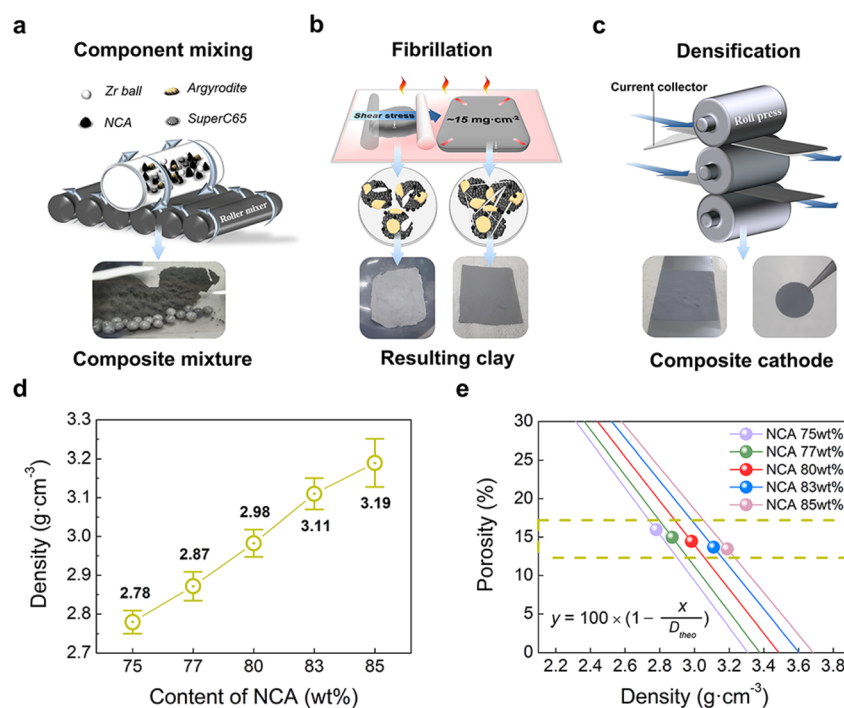 a
Component mixing
Zr ball
Argyrodite
NCA
SuperC65
Roller mixer
Composite mixture
b
Fibrillation
Shear stress
~15 mg·cm-2
Resulting clay
c
Densification
Current collector
Roll press
Composite cathode
d
3.3
3.2
3.1
3.0
2.9
2.8
2.7
Density (g·cm-3)
2.78
2.87
2.98
3.11
3.19
75
77
80
83
85
Content of NCA (wt%)
e
30
25
20
15
10
5
0
Porosity (%)
NCA 75wt%
NCA 77wt%
NCA 80wt%
NCA 83wt%
NCA 85wt%
y = 100 × (1 − x / Dtheo)
2.2 2.4 2.6 2.8 3.0 3.2 3.4 3.6 3.8
Density (g·cm-3)